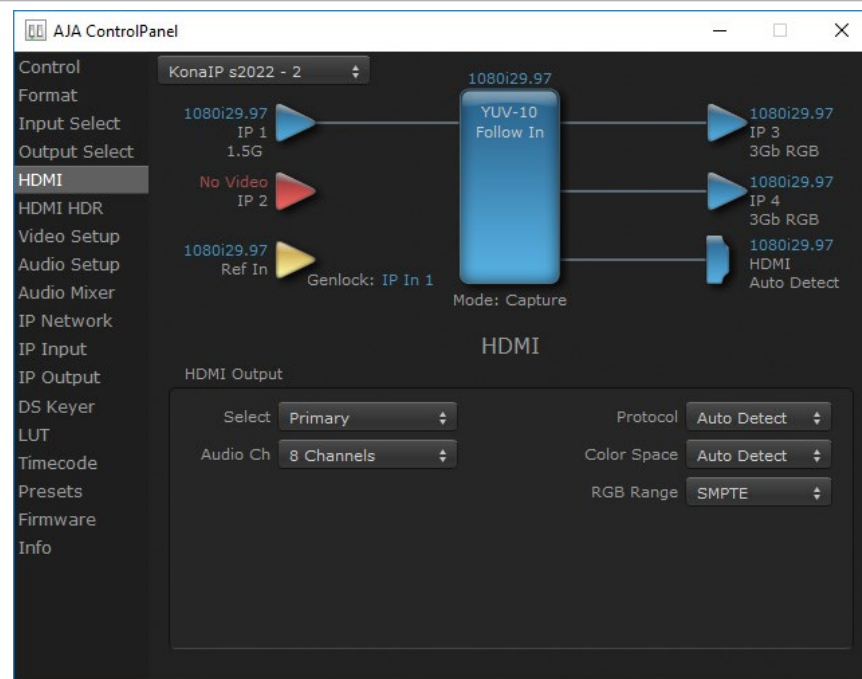 AJA ControlPanel
Control
Format
Input Select
Output Select
HDMI
HDMI HDR
Video Setup
Audio Setup
Audio Mixer
IP Network
IP Input
IP Output
DS Keyer
LUT
Timecode
Presets
Firmware
Info
KonaIP s2022 - 2
1080i29.97
1080i29.97
IP 1
1.5G
No Video
IP 2
1080i29.97
Ref In
Genlock: IP In 1
YUV-10
Follow In
Mode: Capture
1080i29.97
IP 3
3Gb RGB
1080i29.97
IP 4
3Gb RGB
1080i29.97
HDMI
Auto Detect
HDMI
HDMI Output
Select Primary
Audio Ch 8 Channels
Protocol Auto Detect
Color Space Auto Detect
RGB Range SMPTE